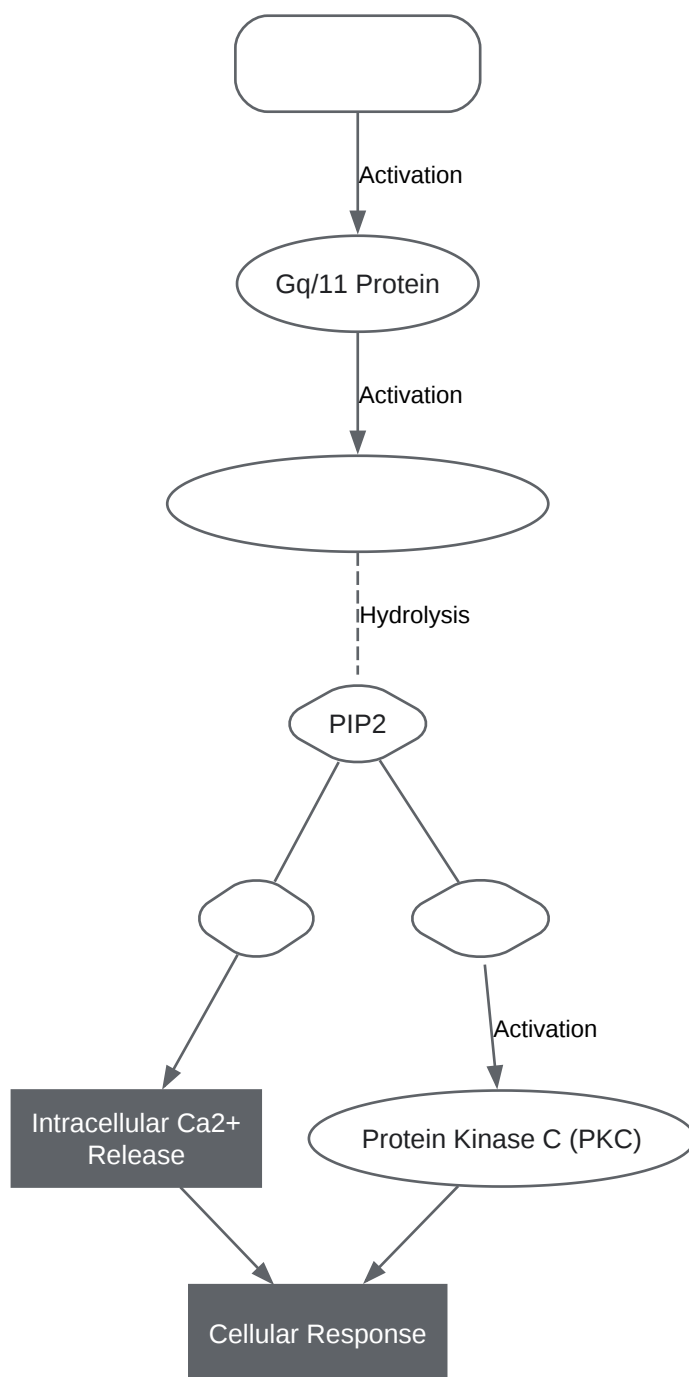 Activation
Gq/11 Protein
Activation
Hydrolysis
PIP2
Activation
Intracellular Ca2+
Release
Protein Kinase C (PKC)
Cellular Response